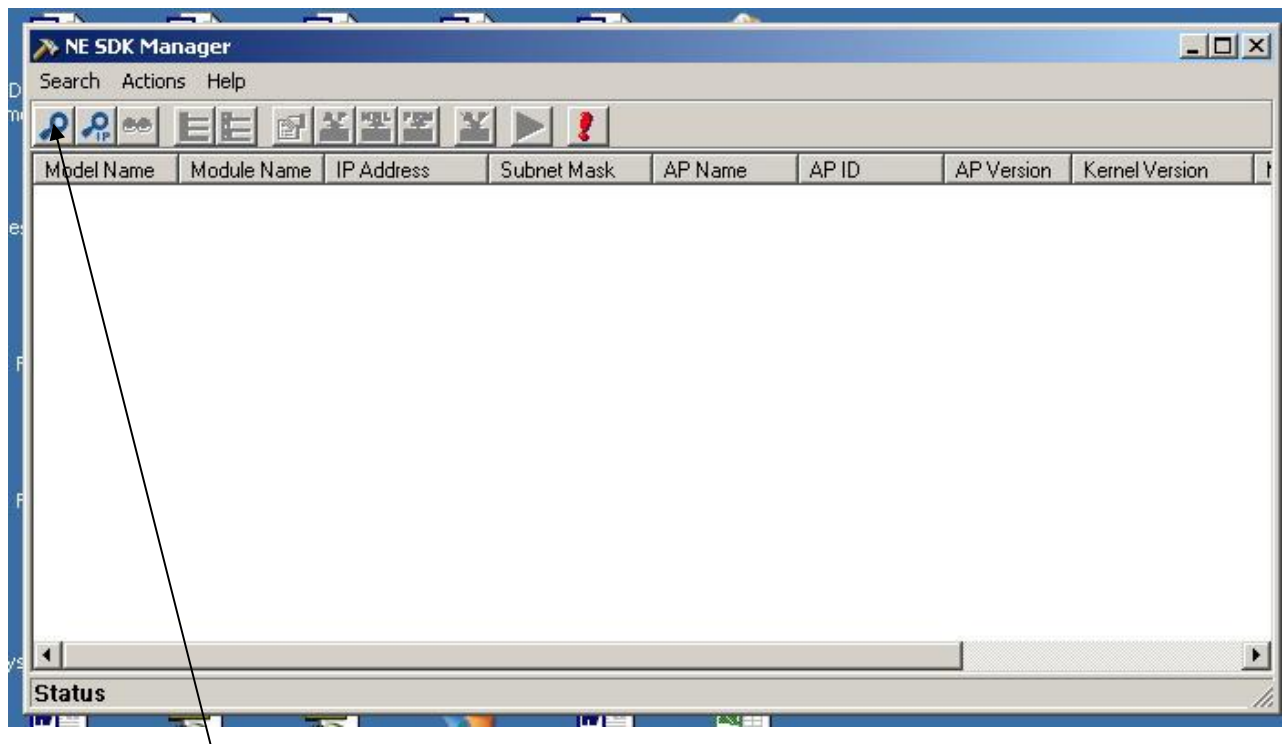 NE SDK Manager
Search Actions Help
IP
Model Name Module Name IP Address Subnet Mask AP Name AP ID AP Version Kernel Version
Status